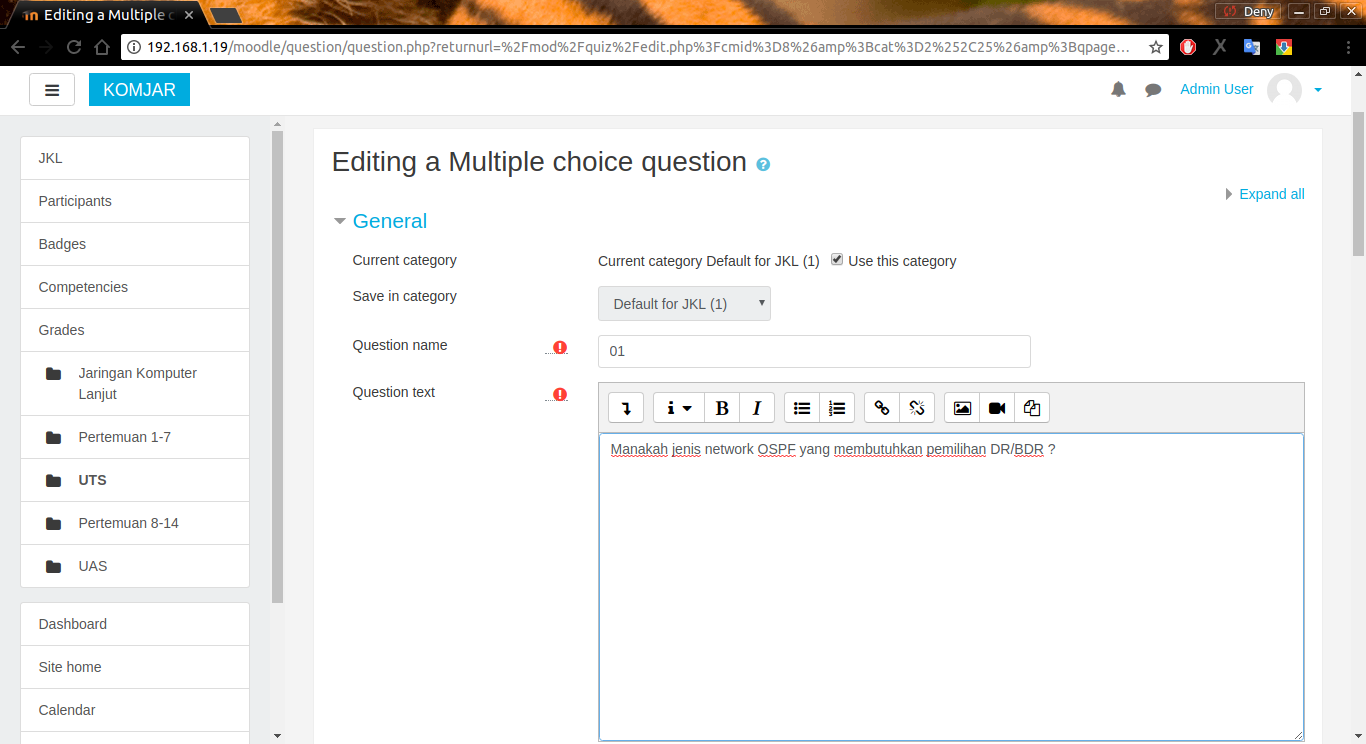 Editing a Multiple c
Deny
192.168.1.19/moodle/question/question.php?returnurl=%2Fmod%2Fquiz%2Fedit.php%3Fcmid%3D8%26amp%3Bcat%3D2%252C25%26amp%3Bqpage...
KOMJAR
Admin User
JKL
Participants
Badges
Competencies
Grades
Jaringan Komputer
Lanjut
Pertemuan 1-7
UTS
Pertemuan 8-14
UAS
Dashboard
Site home
Calendar
Editing a Multiple choice question
Expand all
General
Current category
Current category Default for JKL (1) Use this category
Save in category
Default for JKL (1)
Question name
01
Question text
B I
Manakah jenis network OSPF yang membutuhkan pemilihan DR/BDR ?